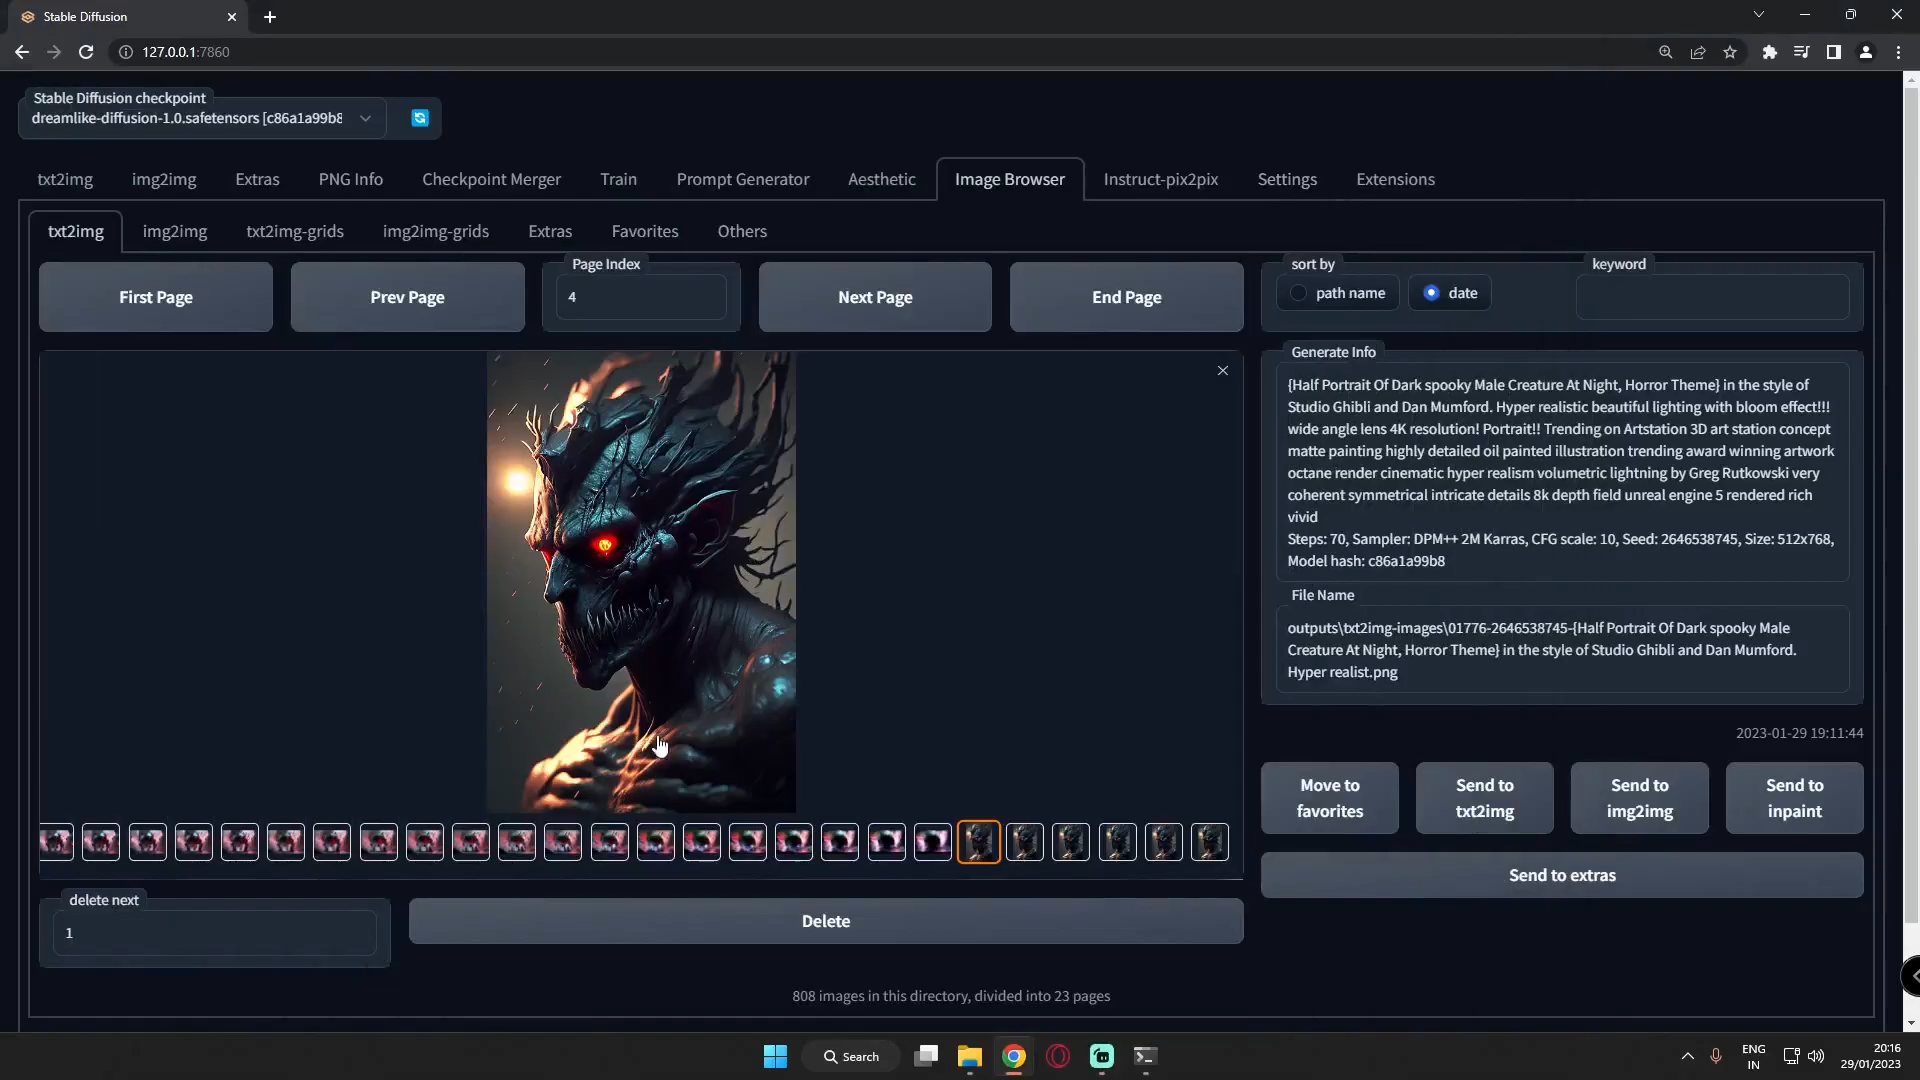 Stable Diffusion
127.0.0.1:7860
Stable Diffusion checkpoint
dreamlike-diffusion-1.0.safetensors [c86a1a99b8
txt2img
img2img
Extras
PNG Info
Checkpoint Merger
Train
Prompt Generator
Aesthetic
Image Browser
Instruct-pix2pix
Settings
Extensions
txt2img
img2img
txt2img-grids
img2img-grids
Extras
Favorites
Others
First Page
Prev Page
Page Index
4
Next Page
End Page
sort by
path name
date
keyword
Generate Info
{Half Portrait Of Dark spooky Male Creature At Night, Horror Theme} in the style of
Studio Ghibli and Dan Mumford. Hyper realistic beautiful lighting with bloom effect!!!
wide angle lens 4K resolution! Portrait!! Trending on Artstation 3D art station concept
matte painting highly detailed oil painted illustration trending award winning artwork
octane render cinematic hyper realism volumetric lightning by Greg Rutkowski very
coherent symmetrical intricate details 8k depth field unreal engine 5 rendered rich
vivid
Steps: 70, Sampler: DPM++ 2M Karras, CFG scale: 10, Seed: 2646538745, Size: 512x768,
Model hash: c86a1a99b8
File Name
outputs\txt2img-images\01776-2646538745-{Half Portrait Of Dark spooky Male
Creature At Night, Horror Theme} in the style of Studio Ghibli and Dan Mumford.
Hyper realist.png
2023-01-29 19:11:44
Move to
favorites
Send to
txt2img
Send to
img2img
Send to
inpaint
Send to extras
delete next
1
Delete
808 images in this directory, divided into 23 pages
Search
ENG
IN
20:16
29/01/2023